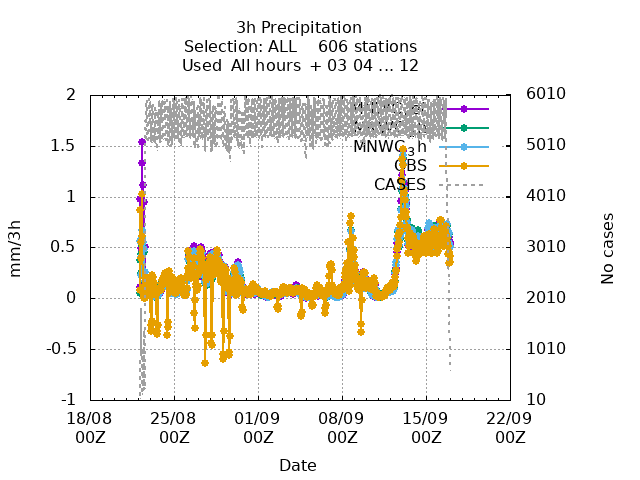 3h Precipitation
Selection: ALL 606 stations
Used All hours + 03 04 ... 12
2
1.5
1
0.5
0
-0.5
-1
mm/3h
6010
5010
4010
3010
2010
1010
10
No cases
OBS
CASES
18/08 25/08 01/09 08/09 15/09 22/09
00Z 00Z 00Z 00Z 00Z 00Z
Date